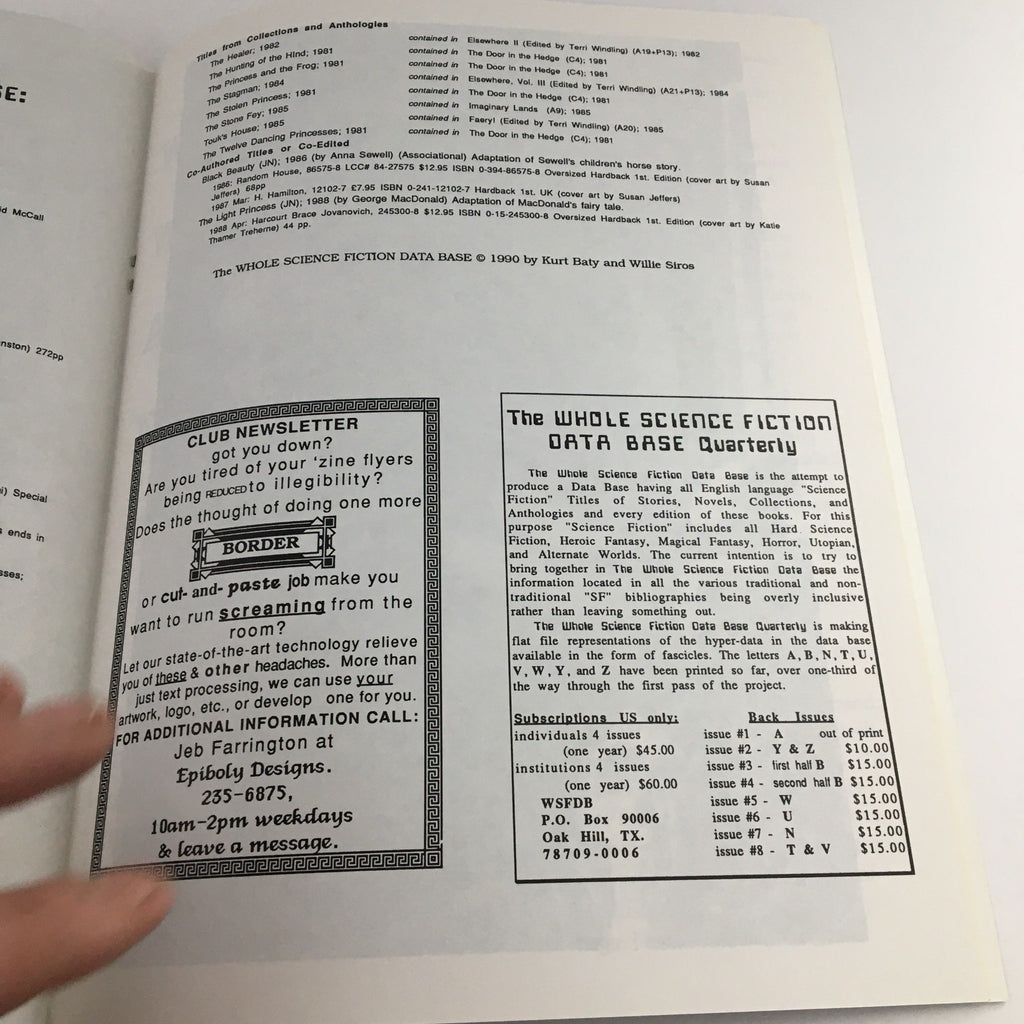 E:
id McCall
nston) 272pp
i) Special
s ends in
sses;
Titles from Collections and Anthologies
The Healer; 1982 contained in Elsewhere II (Edited by Terri Windling) (A19+P13); 1982
The Hunting of the Hind; 1981 contained in The Door in the Hedge (C4); 1981
The Princess and the Frog; 1981 contained in The Door in the Hedge (C4); 1981
The Stagman; 1984 contained in Elsewhere, Vol. III (Edited by Terri Windling) (A21+P13); 1984
The Stolen Princess; 1981 contained in The Door in the Hedge (C4); 1981
The Stone Fey; 1985 contained in Imaginary Lands (A9); 1985
Touk's House; 1985 contained in Faery! (Edited by Terri Windling) (A20); 1985
The Twelve Dancing Princesses; 1981 contained in The Door in the Hedge (C4); 1981
Co-Authored Titles or Co-Edited
Black Beauty (JN); 1986 (by Anna Sewell) (Associational) Adaptation of Sewell's children's horse story.
1986: Random House, 86575-8 LCC# 84-27575 $12.95 ISBN 0-394-86575-8 Oversized Hardback 1st. Edition (cover art by Susan
Jeffers) 68pp
1987 Mar: H. Hamilton, 12102-7 £7.95 ISBN 0-241-12102-7 Hardback 1st. UK (cover art by Susan Jeffers)
The Light Princess (JN); 1988 (by George MacDonald) Adaptation of MacDonald's fairy tale.
1988 Apr: Harcourt Brace Jovanovich, 245300-8 $12.95 ISBN 0-15-245300-8 Oversized Hardback 1st. Edition (cover art by Katie
Thamer Treherne) 44 pp.
The WHOLE SCIENCE FICTION DATA BASE © 1990 by Kurt Baty and Willie Siros
CLUB NEWSLETTER
got you down?
Are you tired of your 'zine flyers
being REDUCED to illegibility?
Does the thought of doing one more
BORDER
or cut- and- paste job make you
want to run screaming from the
room?
Let our state-of-the-art technology relieve
you of these & other headaches. More than
just text processing, we can use your
artwork, logo, etc., or develop one for you.
FOR ADDITIONAL INFORMATION CALL:
Jeb Farrington at
Epiboly Designs.
235-6875,
10am-2pm weekdays
& leave a message.
The WHOLE SCIENCE FICTION
DATA BASE Quarterly
The Whole Science Fiction Data Base is the attempt to
produce a Data Base having all English language "Science
Fiction" Titles of Stories, Novels, Collections, and
Anthologies and every edition of these books. For this
purpose "Science Fiction" includes all Hard Science
Fiction, Heroic Fantasy, Magical Fantasy, Horror, Utopian,
and Alternate Worlds. The current intention is to try to
bring together in The Whole Science Fiction Data Base the
information located in all the various traditional and non-
traditional "SF" bibliographies being overly inclusive
rather than leaving something out.
The Whole Science Fiction Data Base Quarterly is making
flat file representations of the hyper-data in the data base
available in the form of fascicles. The letters A, B, N, T, U,
V, W, Y, and Z have been printed so far, over one-third of
the way through the first pass of the project.
Subscriptions US only: Back Issues
individuals 4 issues issue #1 - A out of print
(one year) $45.00 issue #2 - Y & Z $10.00
institutions 4 issues issue #3 - first half B $15.00
(one year) $60.00 issue #4 - second half B $15.00
WSFDB issue #5 - W $15.00
P.O. Box 90006 issue #6 - U $15.00
Oak Hill, TX. issue #7 - N $15.00
78709-0006 issue #8 - T & V $15.00